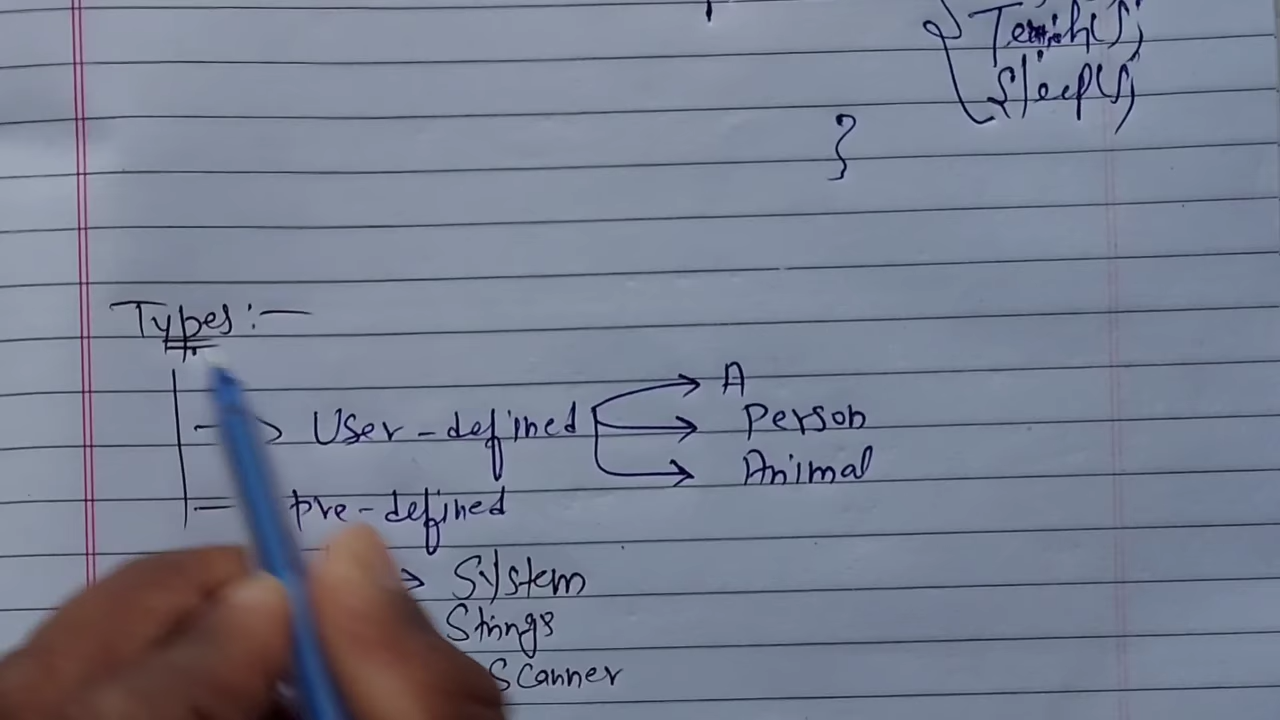 Teach();
Sleep();
}
Types:-
User-defined → A
→ Person
→ Animal
Pre-defined
→ System
Strings
Scanner